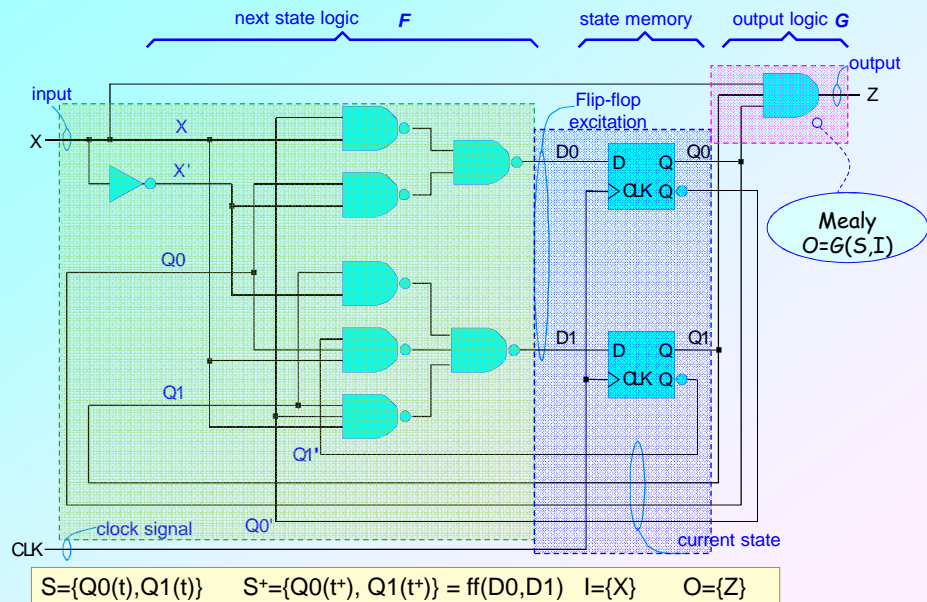 next state logic F
state memory
output logic G
input
output
X
X
X'
Q0
Q1
Q1'
Q0'
Flip-flop
excitation
D0
D Q
CLK Q
Q0
D1
D Q
CLK Q
Q1
Z
Mealy
O=G(S,I)
clock signal
CLK
current state
S={Q0(t),Q1(t)} S⁺={Q0(t⁺), Q1(t⁺)} = ff(D0,D1) I={X} O={Z}